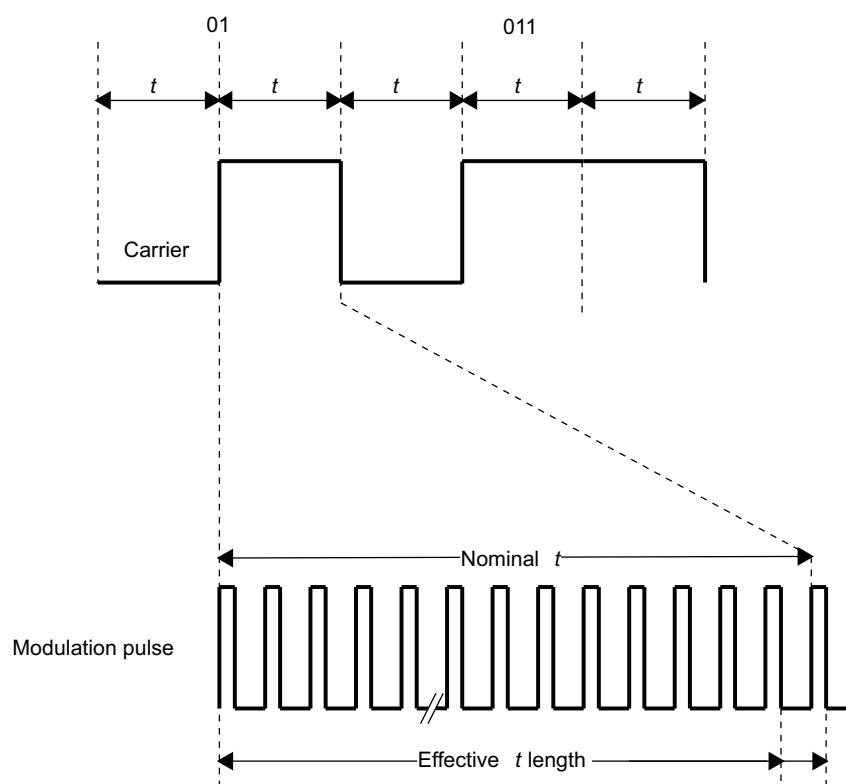 01 011
t t t t t
Carrier
Nominal t
Modulation pulse
Effective t length